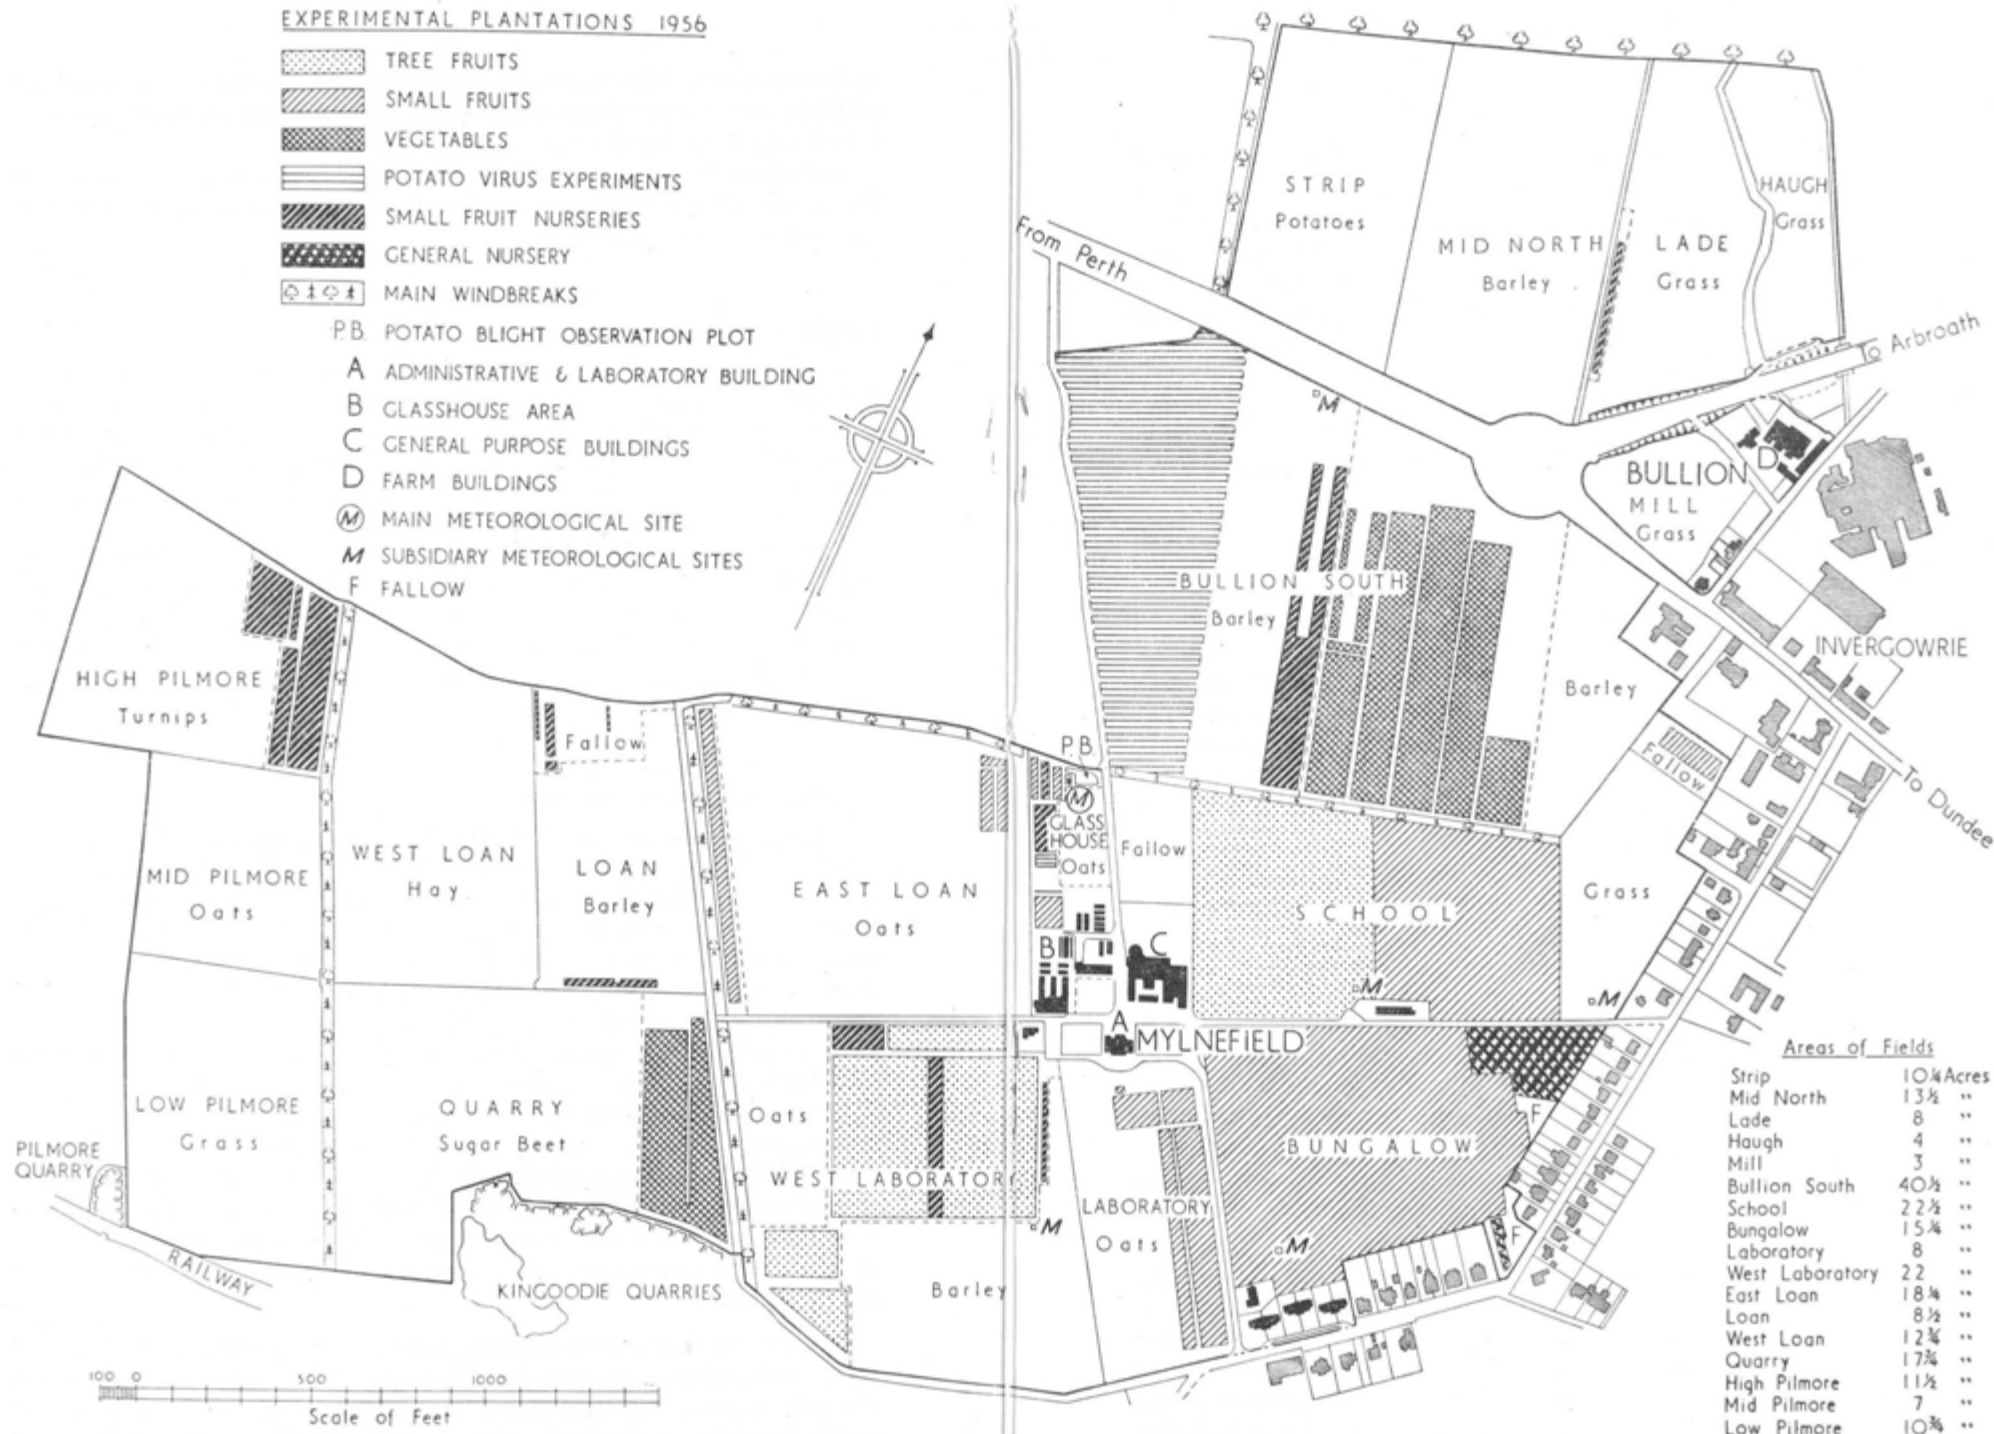 EXPERIMENTAL PLANTATIONS 1956
TREE FRUITS
SMALL FRUITS
VEGETABLES
POTATO VIRUS EXPERIMENTS
SMALL FRUIT NURSERIES
GENERAL NURSERY
MAIN WINDBREAKS
P.B. POTATO BLIGHT OBSERVATION PLOT
A ADMINISTRATIVE & LABORATORY BUILDING
B GLASSHOUSE AREA
C GENERAL PURPOSE BUILDINGS
D FARM BUILDINGS
M MAIN METEOROLOGICAL SITE
M SUBSIDIARY METEOROLOGICAL SITES
F FALLOW
STRIP
Potatoes
MID NORTH
Barley
LADE
Grass
HAUGH
Grass
From Perth
To Arbroath
M
BULLION
D
MILL
Grass
BULLION SOUTH
Barley
Barley
INVERGOWRIE
To Dundee
Fallow
HIGH PILMORE
Turnips
Fallow
P.B.
M
GLASS
HOUSE
Oats
Fallow
MID PILMORE
Oats
WEST LOAN
Hay
LOAN
Barley
EAST LOAN
Oats
SCHOOL
Grass
B
C
M
M
A
MYLNEFIELD
LOW PILMORE
Grass
QUARRY
Sugar Beet
Oats
WEST LABORATORY
M
LABORATORY
Oats
BUNGALOW
M
F
F
PILMORE
QUARRY
RAILWAY
KINGOODIE QUARRIES
Barley
100 0 500 1000
Scale of Feet
Areas of Fields
Strip 10¼ Acres
Mid North 13½ "
Lade 8 "
Haugh 4 "
Mill 3 "
Bullion South 40½ "
School 22½ "
Bungalow 15¼ "
Laboratory 8 "
West Laboratory 22 "
East Loan 18¼ "
Loan 8½ "
West Loan 12¾ "
Quarry 17¾ "
High Pilmore 11½ "
Mid Pilmore 7 "
Low Pilmore 10¾ "